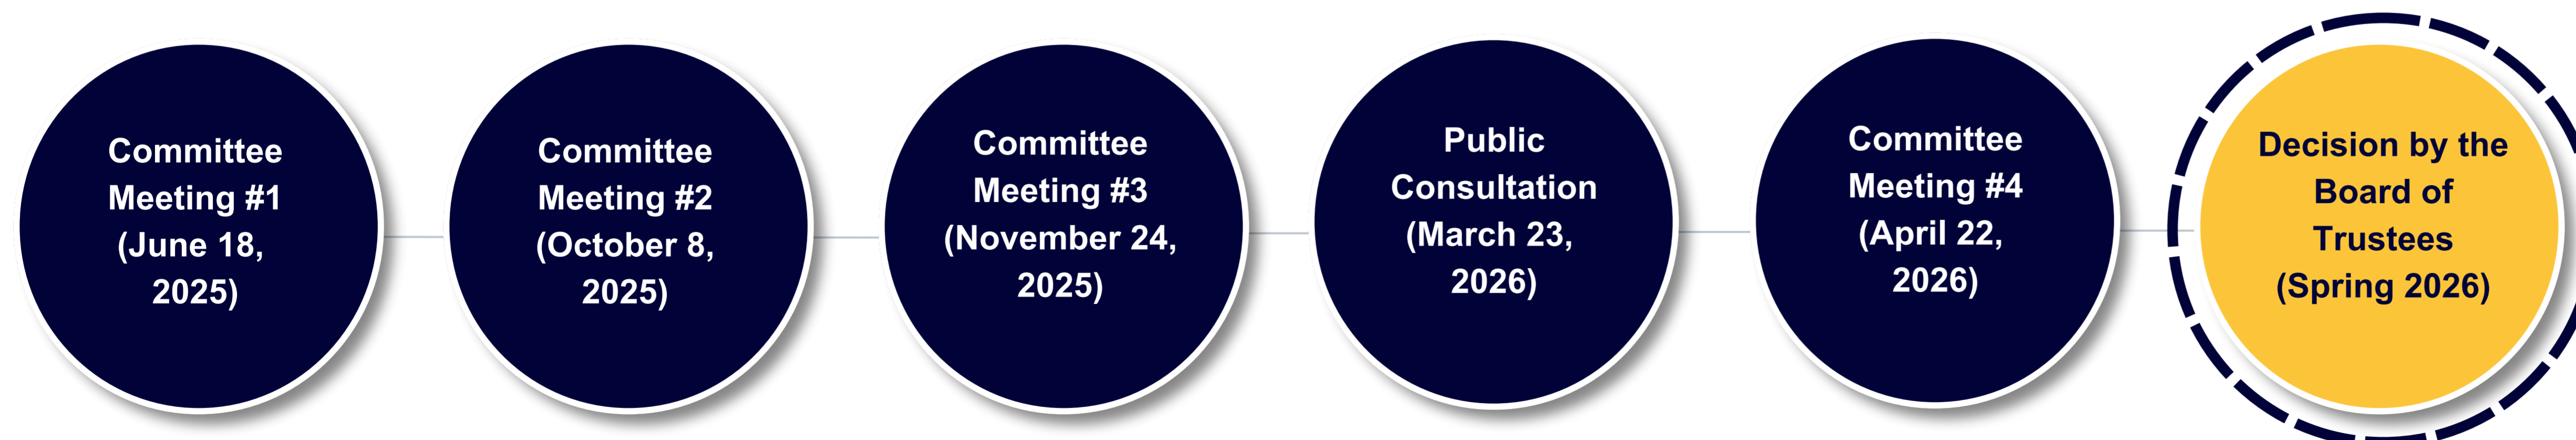 Committee
Meeting #1
(June 18,
2025)
Committee
Meeting #2
(October 8,
2025)
Committee
Meeting #3
(November 24,
2025)
Public
Consultation
(March 23,
2026)
Committee
Meeting #4
(April 22,
2026)
Decision by the
Board of
Trustees
(Spring 2026)